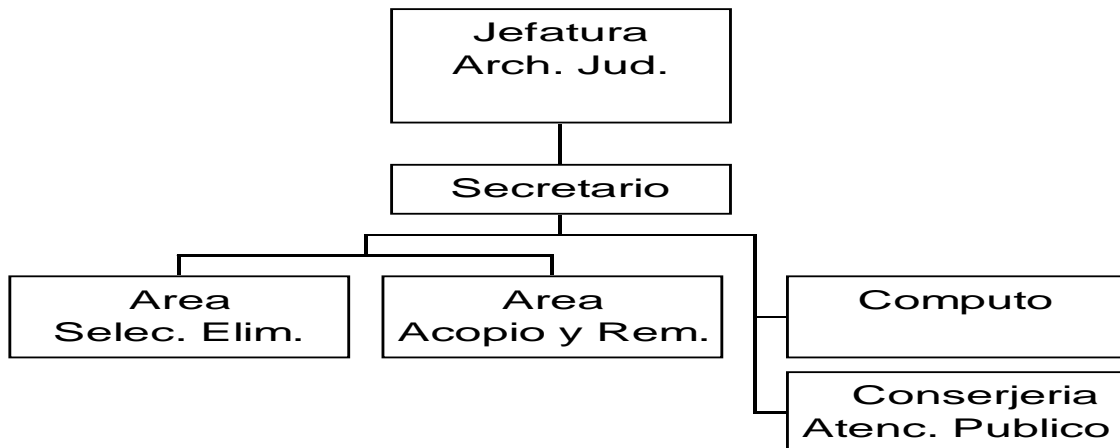 Jefatura
Arch. Jud.
Secretario
Area
Selec. Elim.
Area
Acopio y Rem.
Computo
Conserjeria
Atenc. Publico